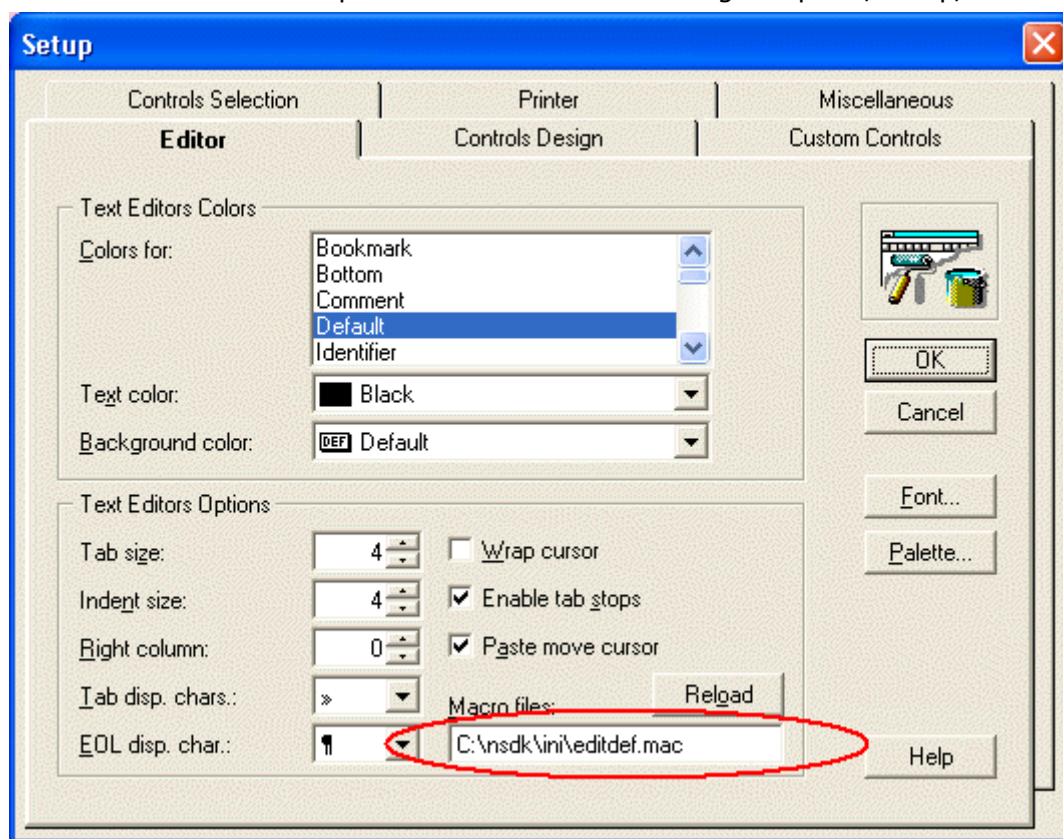 Setup
Controls Selection Printer Miscellaneous
Editor Controls Design Custom Controls
Text Editors Colors
Colors for:
Bookmark
Bottom
Comment
Default
Identifier
Text color: Black
Background color: DEF Default
OK
Cancel
Font...
Palette...
Text Editors Options
Tab size: 4 Wrap cursor
Indent size: 4 Enable tab stops
Right column: 0 Paste move cursor
Tab disp. chars.: » Macro files: Reload
EOL disp. char.: ¶ C:\nsdk\ini\editdef.mac
Help